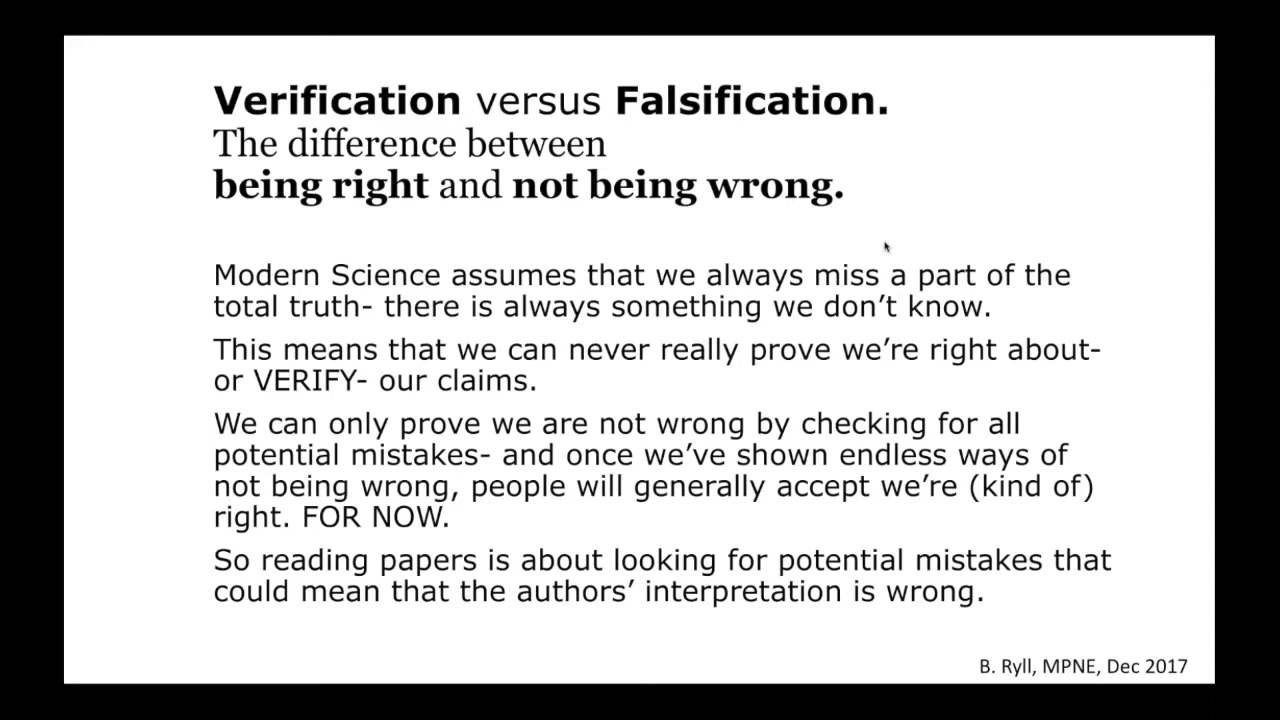 Verification versus Falsification.
The difference between
being right and not being wrong.
Modern Science assumes that we always miss a part of the
total truth- there is always something we don’t know.
This means that we can never really prove we’re right about-
or VERIFY- our claims.
We can only prove we are not wrong by checking for all
potential mistakes- and once we’ve shown endless ways of
not being wrong, people will generally accept we’re (kind of)
right. FOR NOW.
So reading papers is about looking for potential mistakes that
could mean that the authors’ interpretation is wrong.
B. Ryll, MPNE, Dec 2017